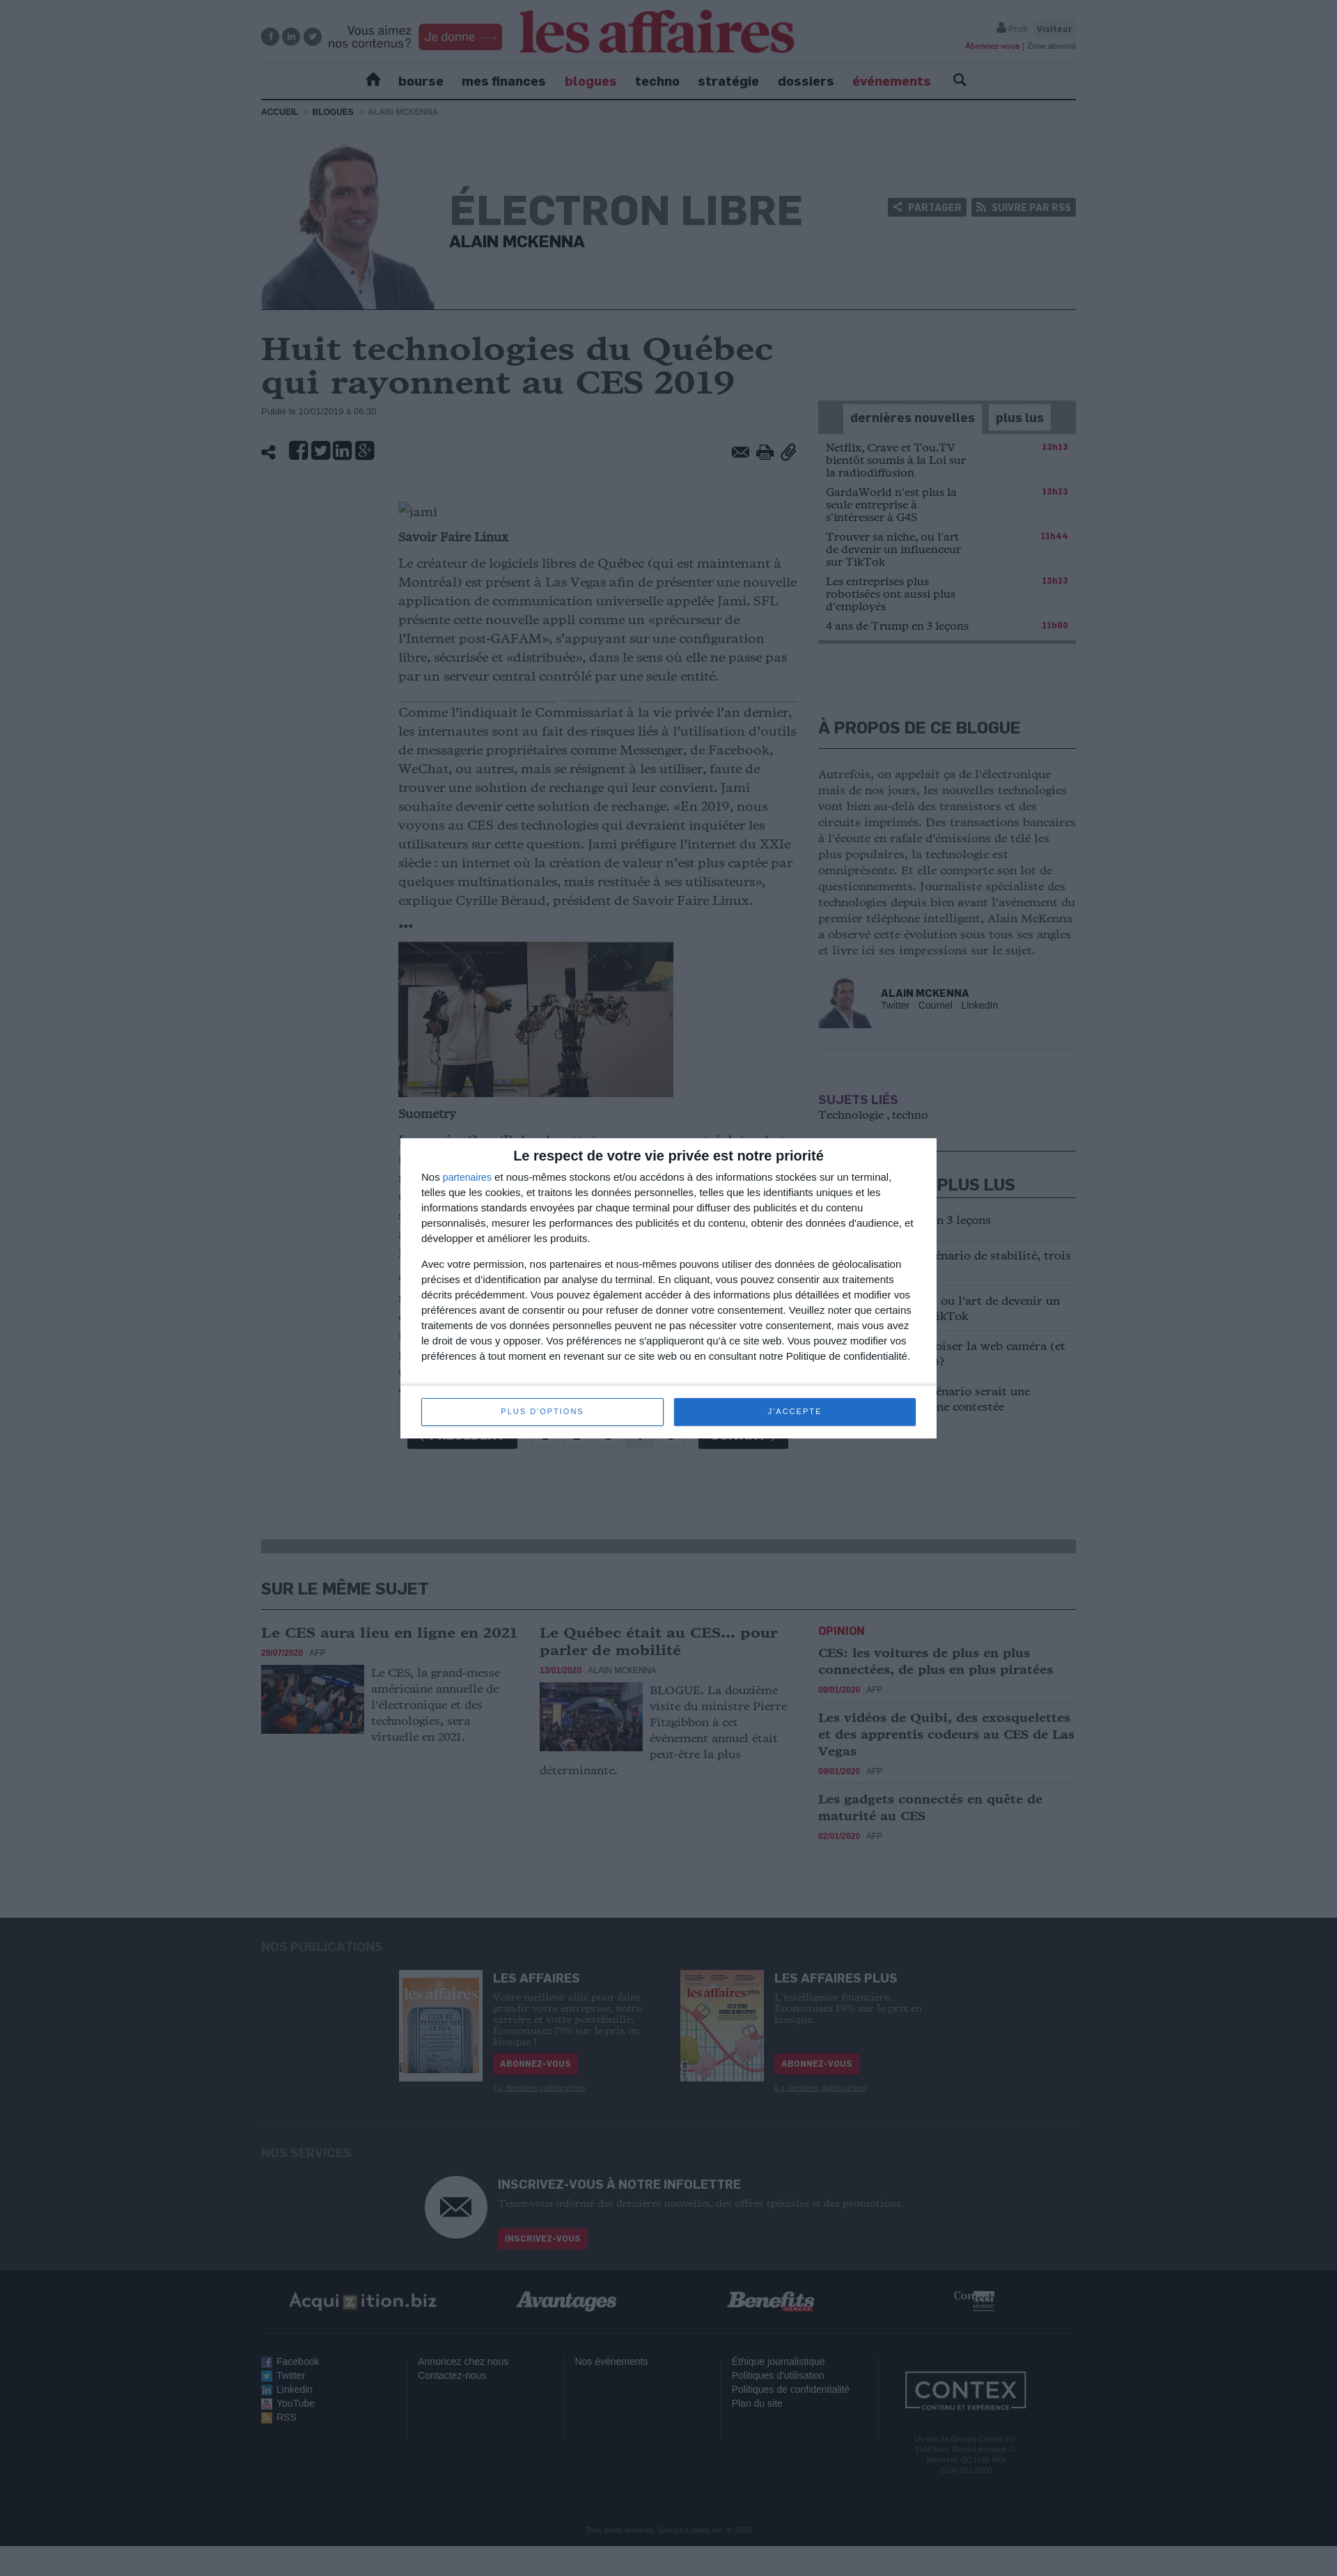 Vous aimez
nos contenus?
Je donne
les affaires
Profil
Visiteur
Abonnez-vous | Zone abonné
bourse
mes finances
blogues
techno
stratégie
dossiers
événements
ACCUEIL > BLOGUES > ALAIN MCKENNA
ÉLECTRON LIBRE
ALAIN MCKENNA
PARTAGER
SUIVRE PAR RSS
Huit technologies du Québec
qui rayonnent au CES 2019
Publié le 10/01/2019 à 06:30
jami
Savoir Faire Linux
Le créateur de logiciels libres de Québec (qui est maintenant à
Montréal) est présent à Las Vegas afin de présenter une nouvelle
application de communication universelle appelée Jami. SFL
présente cette nouvelle appli comme un «précurseur de
l’Internet post-GAFAM», s’appuyant sur une configuration
libre, sécurisée et «distribuée», dans le sens où elle ne passe pas
par un serveur central contrôlé par une seule entité.
Comme l’indiquait le Commissariat à la vie privée l’an dernier,
les internautes sont au fait des risques liés à l’utilisation d’outils
de messagerie propriétaires comme Messenger, de Facebook,
WeChat, ou autres, mais se résignent à les utiliser, faute de
trouver une solution de rechange qui leur convient. Jami
souhaite devenir cette solution de rechange. «En 2019, nous
voyons au CES des technologies qui devraient inquiéter les
utilisateurs sur cette question. Jami préfigure l’internet du XXIe
siècle : un internet où la création de valeur n’est plus captée par
quelques multinationales, mais restituée à ses utilisateurs»,
explique Cyrille Béraud, président de Savoir Faire Linux.
•••
Suometry
dernières nouvelles
plus lus
Netflix, Crave et Tou.TV
bientôt soumis à la Loi sur
la radiodiffusion
13h13
GardaWorld n'est plus la
seule entreprise à
s'intéresser à G4S
13h13
Trouver sa niche, ou l'art
de devenir un influenceur
sur TikTok
11h44
Les entreprises plus
robotisées ont aussi plus
d'employés
13h13
4 ans de Trump en 3 leçons
11h00
À PROPOS DE CE BLOGUE
Autrefois, on appelait ça de l'électronique
mais de nos jours, les nouvelles technologies
vont bien au-delà des transistors et des
circuits imprimés. Des transactions bancaires
à l'écoute en rafale d'émissions de télé les
plus populaires, la technologie est
omniprésente. Et elle comporte son lot de
questionnements. Journaliste spécialiste des
technologies depuis bien avant l'avénement du
premier téléphone intelligent, Alain McKenna
a observé cette évolution sous tous ses angles
et livre ici ses impressions sur le sujet.
ALAIN MCKENNA
Twitter Courriel LinkedIn
SUJETS LIÉS
Technologie , techno
PLUS LUS
n 3 leçons
énario de stabilité, trois
ou l'art de devenir un
ikTok
oiser la web caméra (et
)?
énario serait une
ne contestée
Le respect de votre vie privée est notre priorité
Nos partenaires et nous-mêmes stockons et/ou accédons à des informations stockées sur un terminal,
telles que les cookies, et traitons les données personnelles, telles que les identifiants uniques et les
informations standards envoyées par chaque terminal pour diffuser des publicités et du contenu
personnalisés, mesurer les performances des publicités et du contenu, obtenir des données d'audience, et
développer et améliorer les produits.
Avec votre permission, nos partenaires et nous-mêmes pouvons utiliser des données de géolocalisation
précises et d’identification par analyse du terminal. En cliquant, vous pouvez consentir aux traitements
décrits précédemment. Vous pouvez également accéder à des informations plus détaillées et modifier vos
préférences avant de consentir ou pour refuser de donner votre consentement. Veuillez noter que certains
traitements de vos données personnelles peuvent ne pas nécessiter votre consentement, mais vous avez
le droit de vous y opposer. Vos préférences ne s'appliqueront qu’à ce site web. Vous pouvez modifier vos
préférences à tout moment en revenant sur ce site web ou en consultant notre Politique de confidentialité.
PLUS D'OPTIONS
J'ACCEPTE
SUR LE MÊME SUJET
Le CES aura lieu en ligne en 2021
28/07/2020 | AFP
Le CES, la grand-messe
américaine annuelle de
l'électronique et des
technologies, sera
virtuelle en 2021.
Le Québec était au CES... pour
parler de mobilité
13/01/2020 | ALAIN MCKENNA
BLOGUE. La douzième
visite du ministre Pierre
Fitzgibbon à cet
événement annuel était
peut-être la plus
déterminante.
OPINION
CES: les voitures de plus en plus
connectées, de plus en plus piratées
09/01/2020 | AFP
Les vidéos de Quibi, des exosquelettes
et des apprentis codeurs au CES de Las
Vegas
09/01/2020 | AFP
Les gadgets connectés en quête de
maturité au CES
02/01/2020 | AFP
NOS PUBLICATIONS
les affaires
LES AFFAIRES
Votre meilleur allié pour faire
grandir votre entreprise, votre
carrière et votre portefeuille.
Économisez 75% sur le prix en
kiosque !
ABONNEZ-VOUS
La dernière publication
les affaires plus
LES AFFAIRES PLUS
L'intelligence financière.
Économisez 19% sur le prix en
kiosque.
ABONNEZ-VOUS
La dernière publication
NOS SERVICES
INSCRIVEZ-VOUS À NOTRE INFOLETTRE
Tenez-vous informé des dernières nouvelles, des offres spéciales et des promotions.
INSCRIVEZ-VOUS
Acquizition.biz
Avantages
Benefits
CANADA
Contech
BÂTIMENT
Facebook
Twitter
Linkedin
YouTube
RSS
Annoncez chez nous
Contactez-nous
Nos événements
Éthique journalistique
Politiques d'utilisation
Politiques de confidentialité
Plan du site
CONTEX
CONTENU ET EXPÉRIENCE
Un site de Groupe Contex Inc.
1100 boul. René-Lévesque O.
Montréal, QC H3B 4X9
(514) 392-9000
Tous droits réservés. Groupe Contex Inc. © 2020